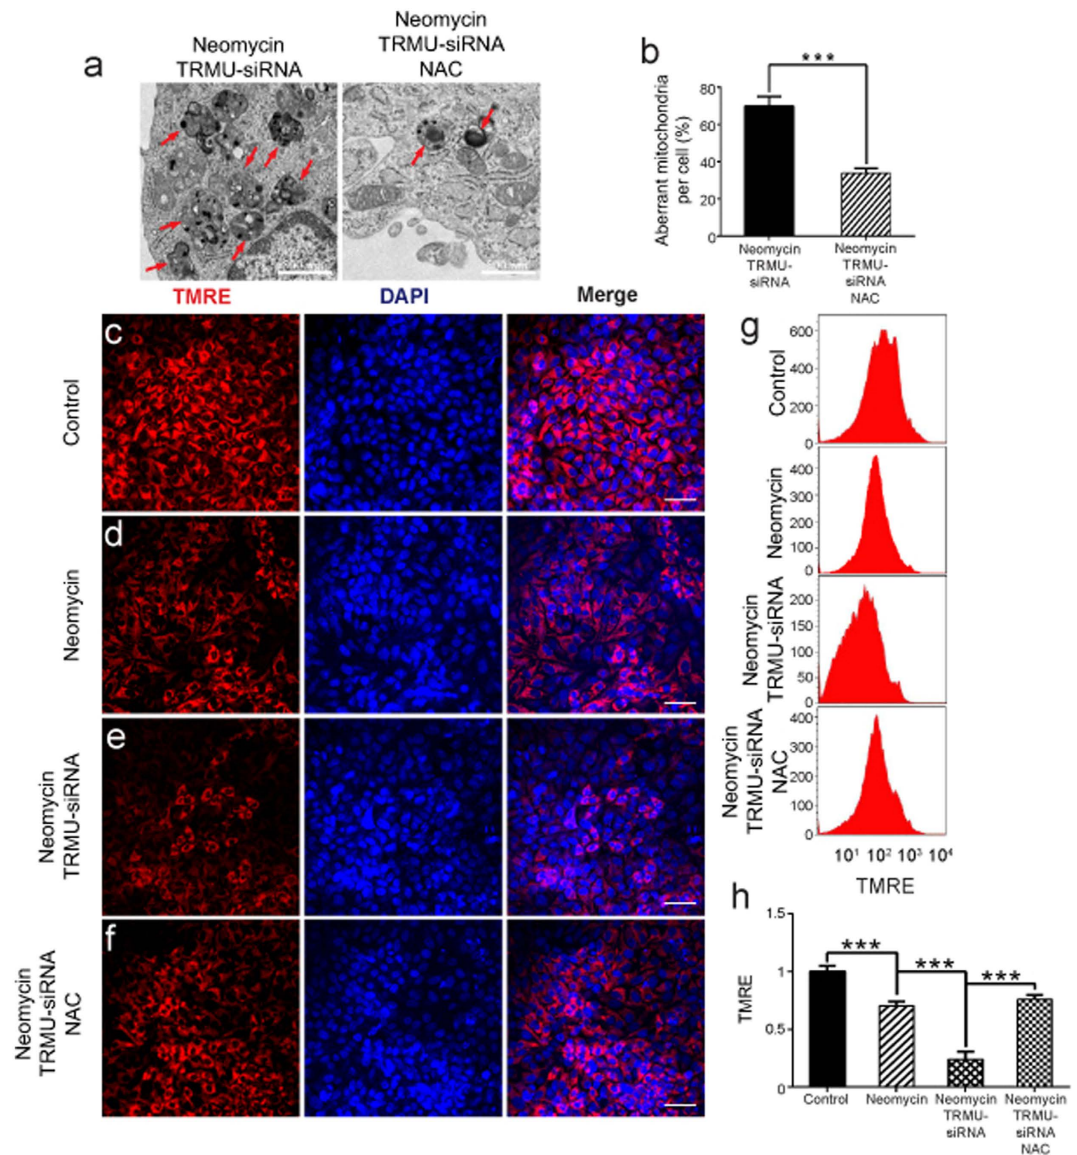 a
Neomycin
TRMU-siRNA
Neomycin
TRMU-siRNA
NAC
b
Aberrant mitochondria
per cell (%)
80
60
40
20
0
***
Neomycin
TRMU-
siRNA
Neomycin
TRMU-
siRNA
NAC
TMRE
DAPI
Merge
c
Control
d
Neomycin
e
Neomycin
TRMU-siRNA
f
Neomycin
TRMU-siRNA
NAC
g
Control
600
400
200
0
Neomycin
400
300
200
100
0
Neomycin
TRMU-siRNA
200
150
100
50
0
Neomycin
TRMU-siRNA
NAC
400
300
200
100
0
10¹ 10² 10³ 10⁴
TMRE
h
TMRE
1.5
1
0.5
0
***
***
***
Control
Neomycin
Neomycin
TRMU-
siRNA
Neomycin
TRMU-
siRNA
NAC